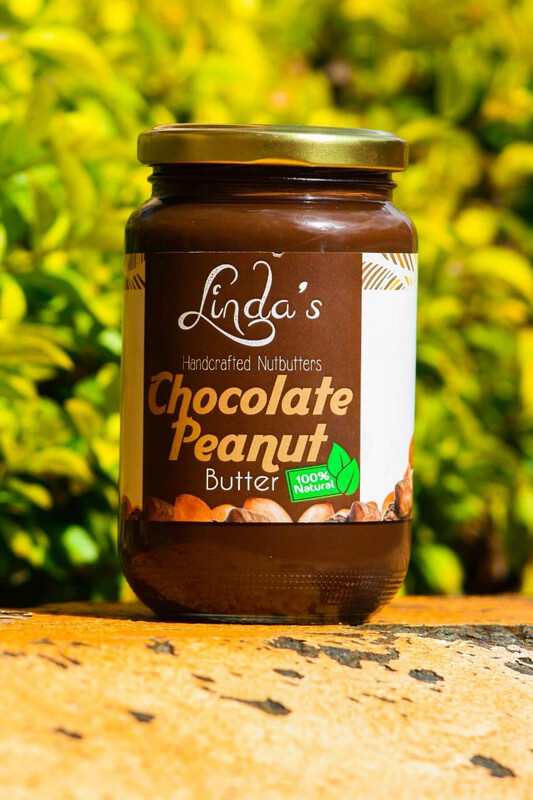 Linda's
Handcrafted Nutbutters
Chocolate
Peanut
Butter
100%
Natural